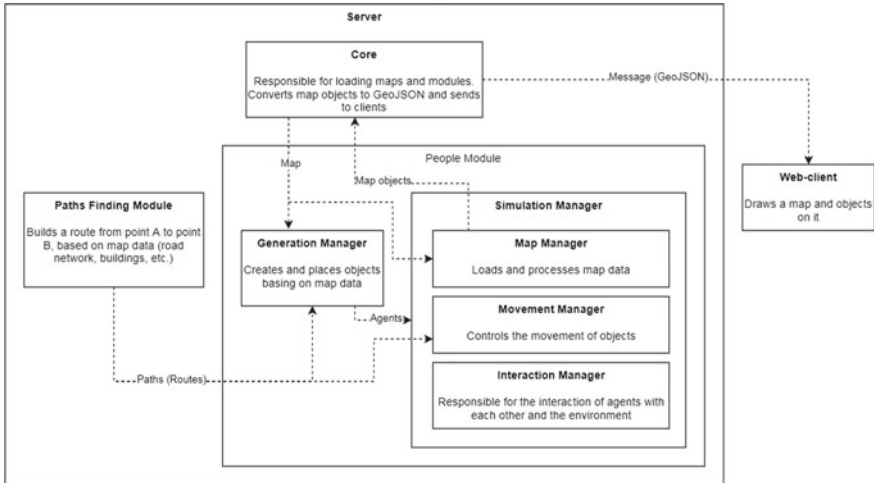 Server
Core
Responsible for loading maps and modules.
Converts map objects to GeoJSON and sends
to clients
Message (GeoJSON)
Map
People Module
Map objects
Web-client
Draws a map and objects
on it
Paths Finding Module
Builds a route from point A to point
B, based on map data (road
network, buildings, etc.)
Simulation Manager
Generation Manager
Creates and places objects
basing on map data
Map Manager
Loads and processes map data
Agents
Movement Manager
Controls the movement of objects
Paths (Routes)
Interaction Manager
Responsible for the interaction of agents with
each other and the environment